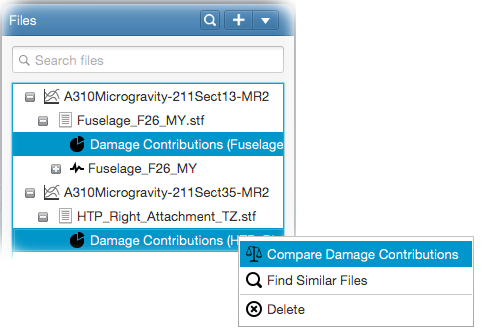 Files
Search files
A310Microgravity-211Sect13-MR2
Fuselage_F26_MY.stf
Damage Contributions (Fuselage
Fuselage_F26_MY
A310Microgravity-211Sect35-MR2
HTP_Right_Attachment_TZ.stf
Damage Contributions
Compare Damage Contributions
Find Similar Files
Delete